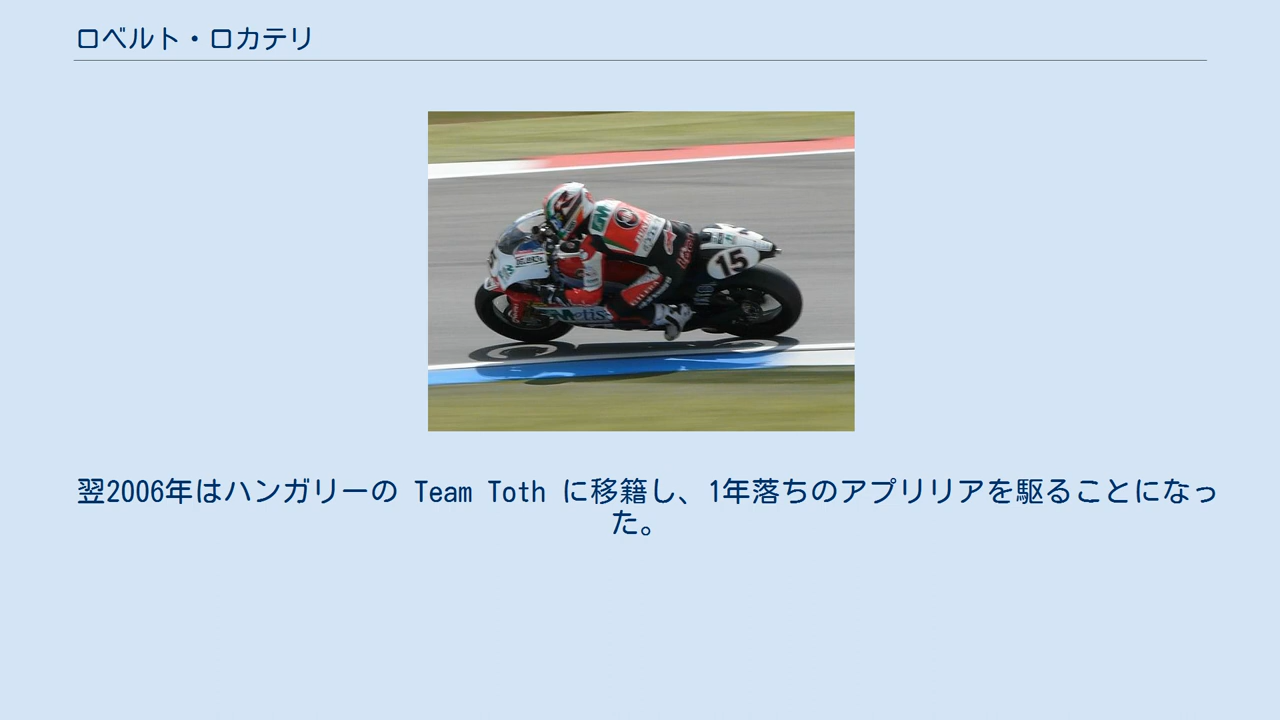 ロベルト・ロカテリ
15
Metis
翌2006年はハンガリーの Team Toth に移籍し、1年落ちのアプリリアを駆ることになっ
た。